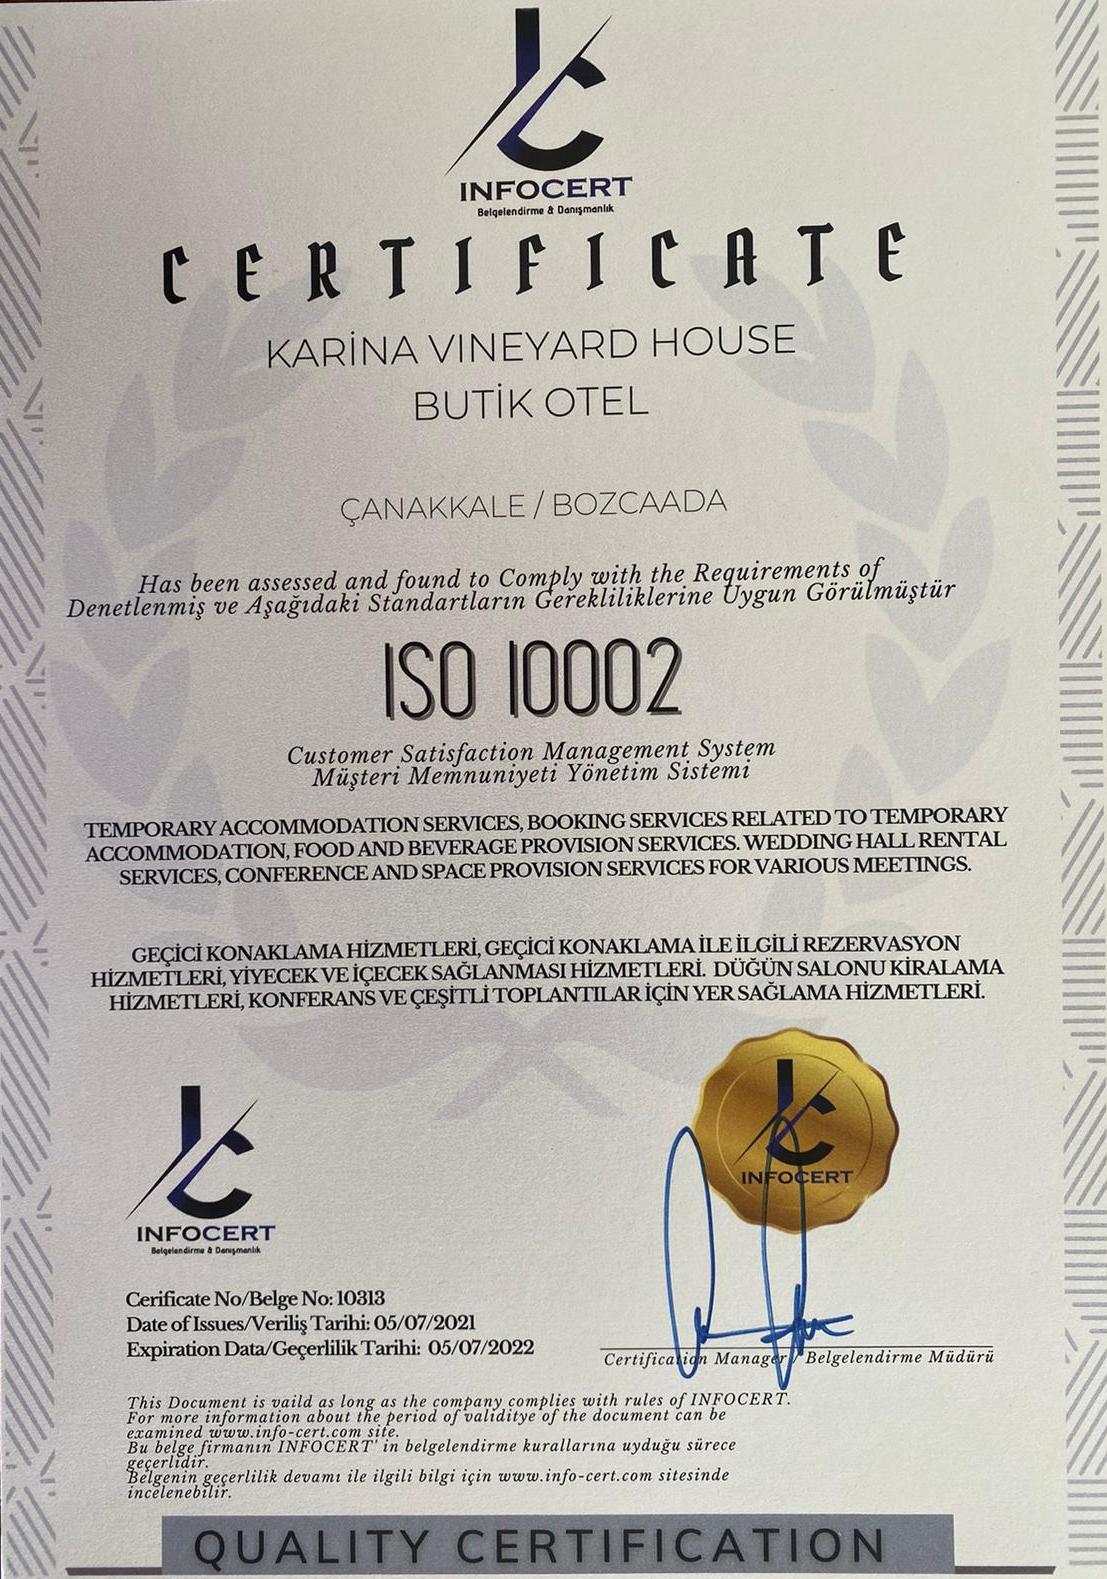 INFOCERT
Belgelendirme & Danışmanlık
CERTIFICATE
KARİNA VINEYARD HOUSE
BUTİK OTEL
ÇANAKKALE / BOZCAADA
Has been assessed and found to Comply with the Requirements of
Denetlenmiş ve Aşağıdaki Standartların Gerekliliklerine Uygun Görülmüştür
ISO 10002
Customer Satisfaction Management System
Müşteri Memnuniyeti Yönetim Sistemi
TEMPORARY ACCOMMODATION SERVICES, BOOKING SERVICES RELATED TO TEMPORARY
ACCOMMODATION, FOOD AND BEVERAGE PROVISION SERVICES. WEDDING HALL RENTAL
SERVICES, CONFERENCE AND SPACE PROVISION SERVICES FOR VARIOUS MEETINGS.
GEÇİCİ KONAKLAMA HİZMETLERİ, GEÇİCİ KONAKLAMA İLE İLGİLİ REZERVASYON
HİZMETLERİ, YİYECEK VE İÇECEK SAĞLANMASI HİZMETLERİ. DÜĞÜN SALONU KİRALAMA
HİZMETLERİ, KONFERANS VE ÇEŞİTLİ TOPLANTILAR İÇİN YER SAĞLAMA HİZMETLERİ.
INFOCERT
INFOCERT
Belgelendirme & Danışmanlık
Cerificate No/Belge No: 10313
Date of Issues/Veriliş Tarihi: 05/07/2021
Expiration Data/Geçerlilik Tarihi: 05/07/2022
Certification Manager / Belgelendirme Müdürü
This Document is vaild as long as the company complies with rules of INFOCERT.
For more information about the period of validitye of the document can be
examined www.info-cert.com site.
Bu belge firmanın INFOCERT' in belgelendirme kurallarına uyduğu sürece
geçerlidir.
Belgenin geçerlilik devamı ile ilgili bilgi için www.info-cert.com sitesinde
incelenebilir.
QUALITY CERTIFICATION